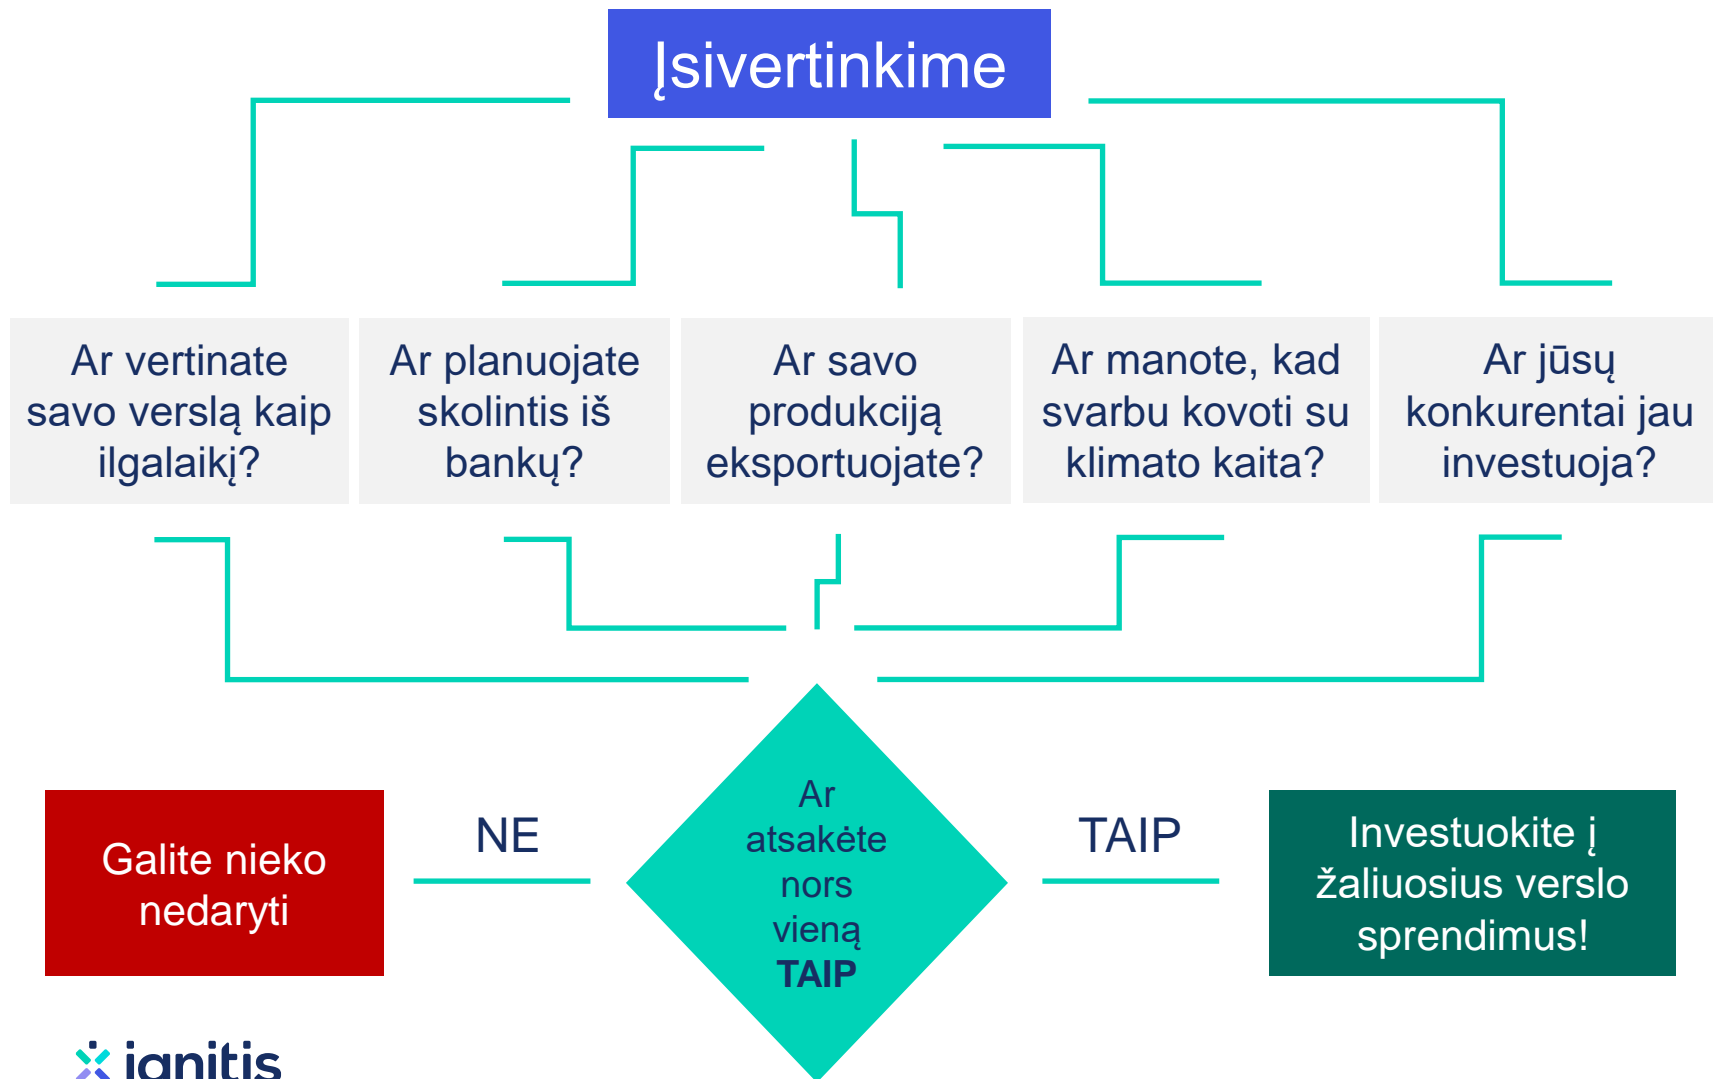 Įsivertinkime
Ar vertinate
savo verslą kaip
ilgalaikį?
Ar planuojate
skolintis iš
bankų?
Ar savo
produkciją
eksportuojate?
Ar manote, kad
svarbu kovoti su
klimato kaita?
Ar jūsų
konkurentai jau
investuoja?
Galite nieko
nedaryti
NE
Ar
atsakėte
nors
vieną
TAIP
TAIP
Investuokite į
žaliuosius verslo
sprendimus!
ignitis